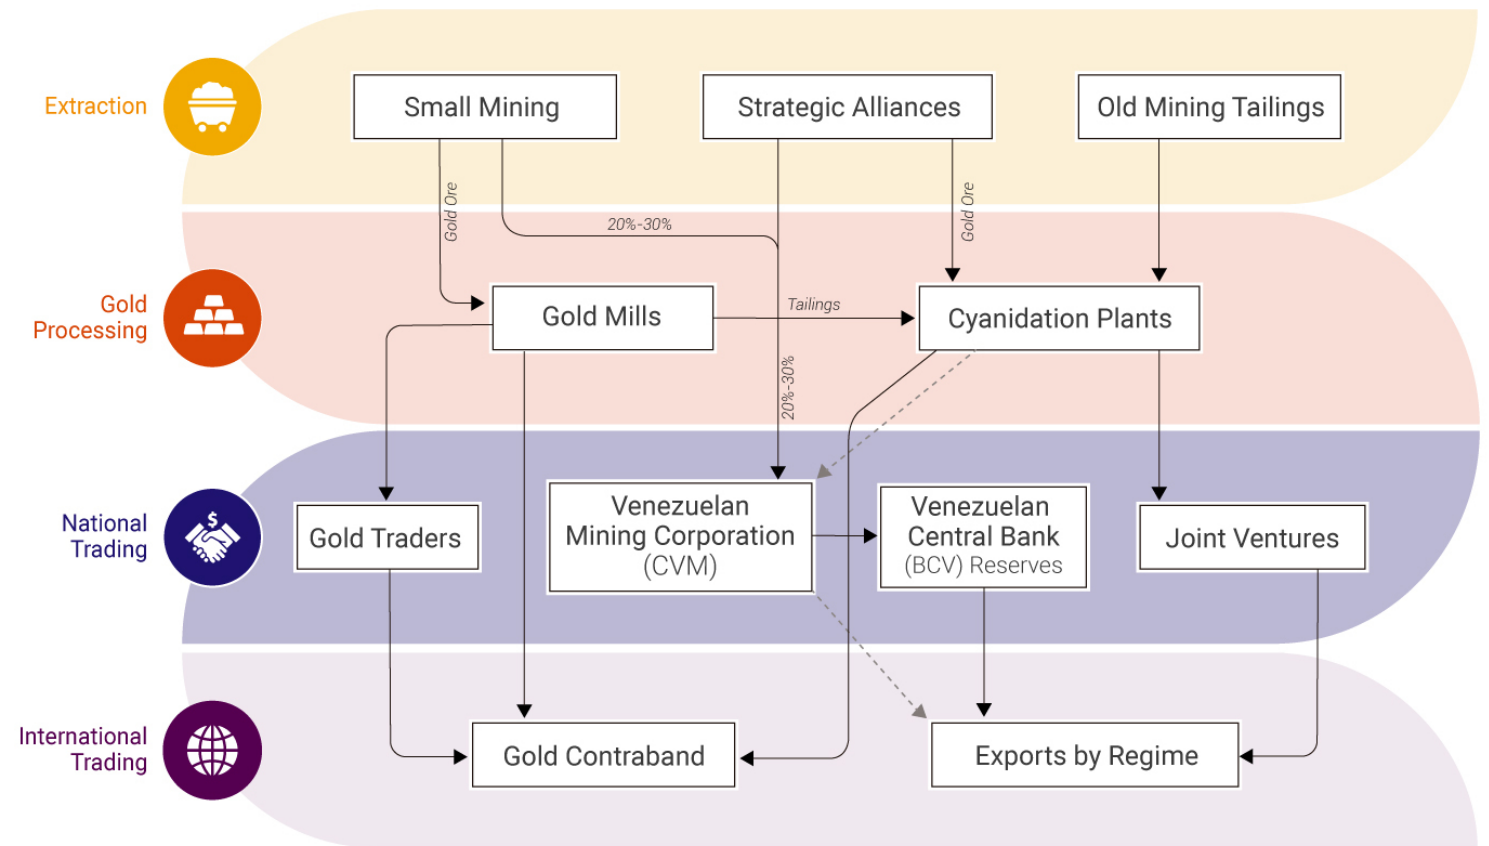 Extraction
Small Mining
Strategic Alliances
Old Mining Tailings
Gold Ore
20%-30%
Gold Ore
Gold
Processing
Gold Mills
Tailings
Cyanidation Plants
20%-30%
$
National
Trading
Gold Traders
Venezuelan
Mining Corporation
(CVM)
Venezuelan
Central Bank
(BCV) Reserves
Joint Ventures
International
Trading
Gold Contraband
Exports by Regime